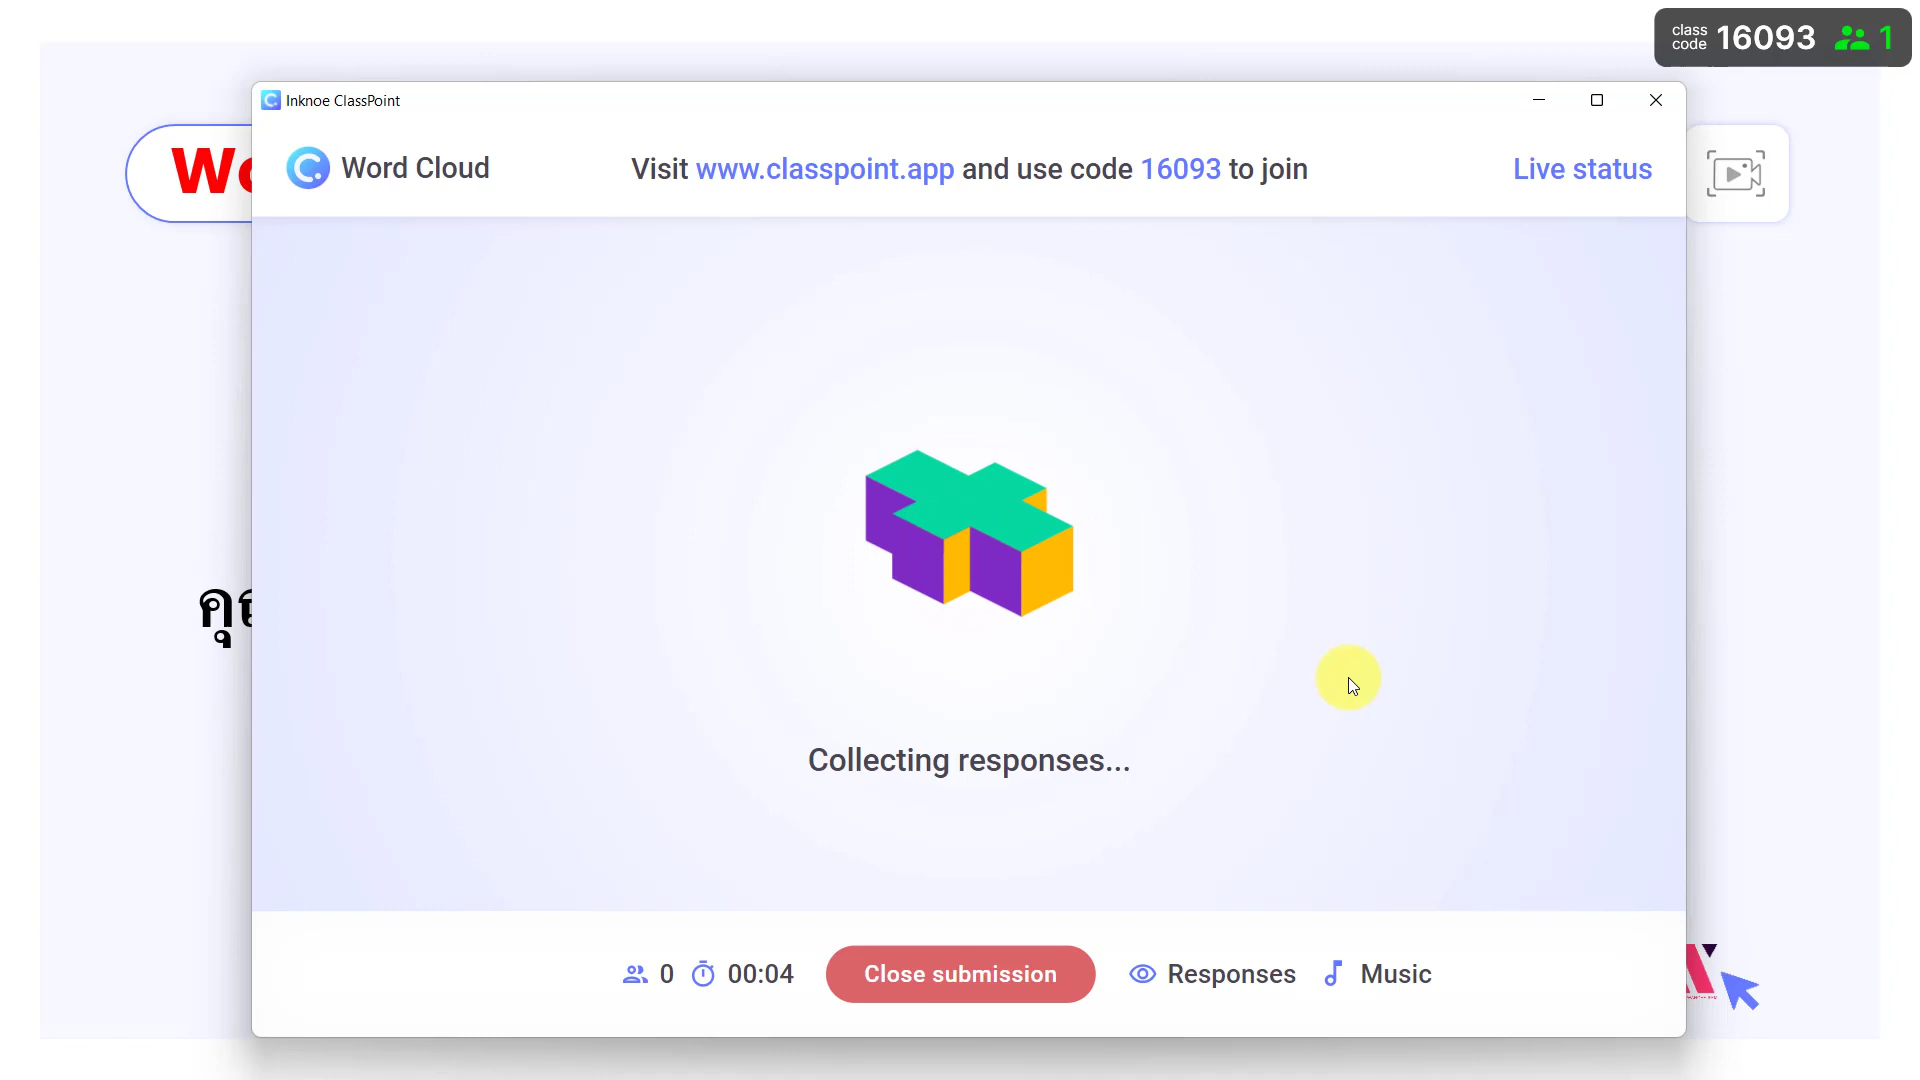 class code 16093 1
Inknoe ClassPoint
Word Cloud
Visit www.classpoint.app and use code 16093 to join
Live status
Collecting responses...
0 00:04 Close submission Responses Music